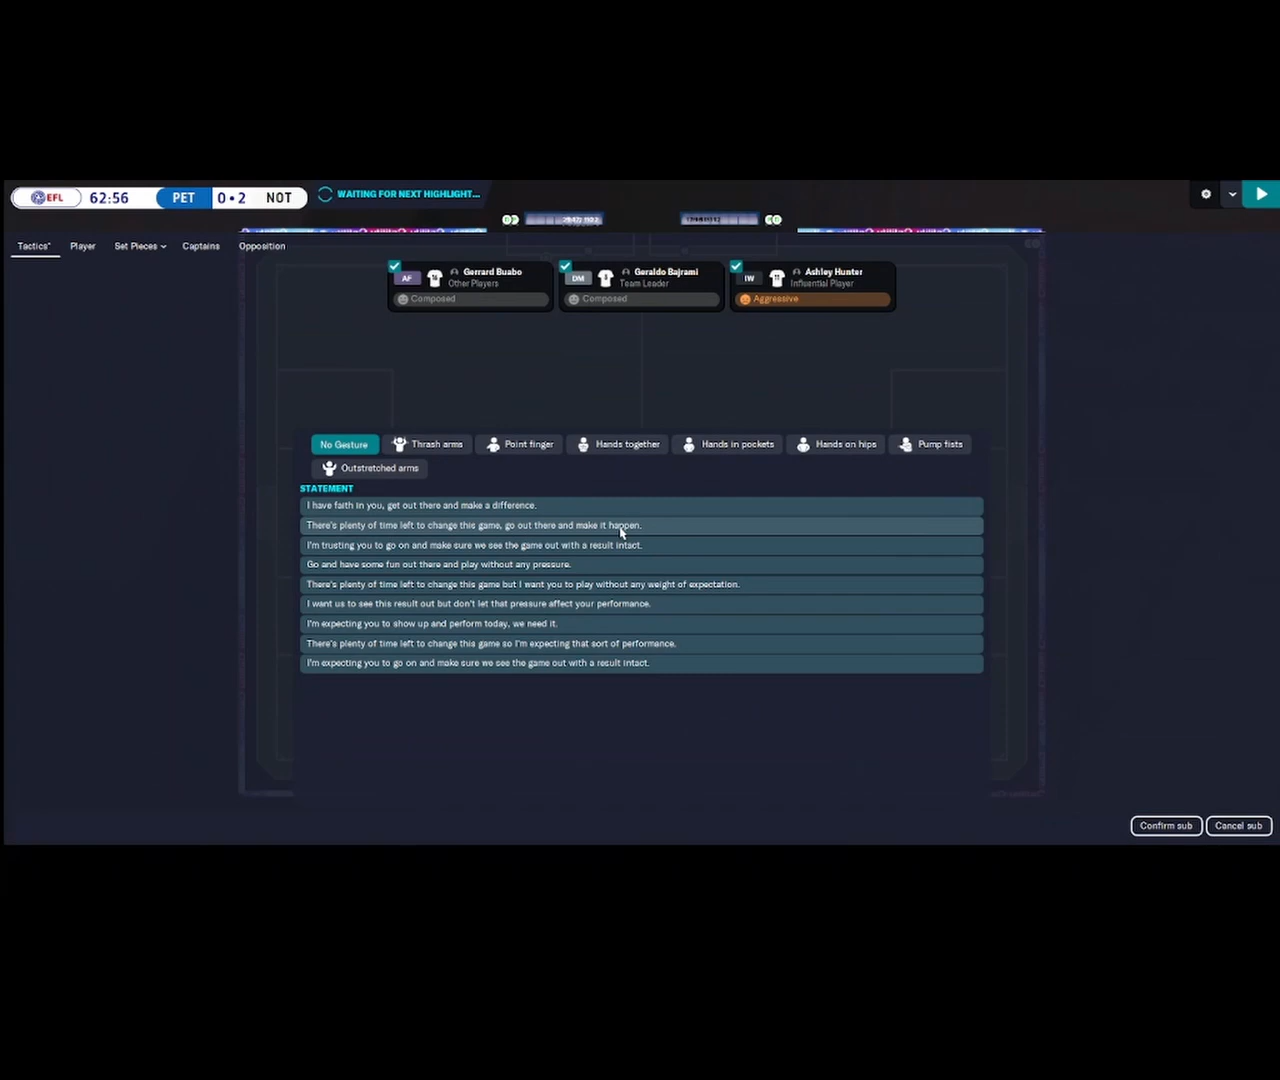 EFL 62:56 PET 0•2 NOT WAITING FOR NEXT HIGHLIGHT...
Tactics* Player Set Pieces Captains Opposition
AF Gerrard Buabo
Other Players
Composed
DM Geraldo Bajrami
Team Leader
Composed
IW 11 Ashley Hunter
Influential Player
Aggressive
No Gesture Thrash arms Point finger Hands together Hands in pockets Hands on hips Pump fists
Outstretched arms
STATEMENT
I have faith in you, get out there and make a difference.
There's plenty of time left to change this game, go out there and make it happen.
I'm trusting you to go on and make sure we see the game out with a result intact.
Go and have some fun out there and play without any pressure.
There's plenty of time left to change this game but I want you to play without any weight of expectation.
I want us to see this result out but don't let that pressure affect your performance.
I'm expecting you to show up and perform today, we need it.
There's plenty of time left to change this game so I'm expecting that sort of performance.
I'm expecting you to go on and make sure we see the game out with a result intact.
Confirm sub Cancel sub